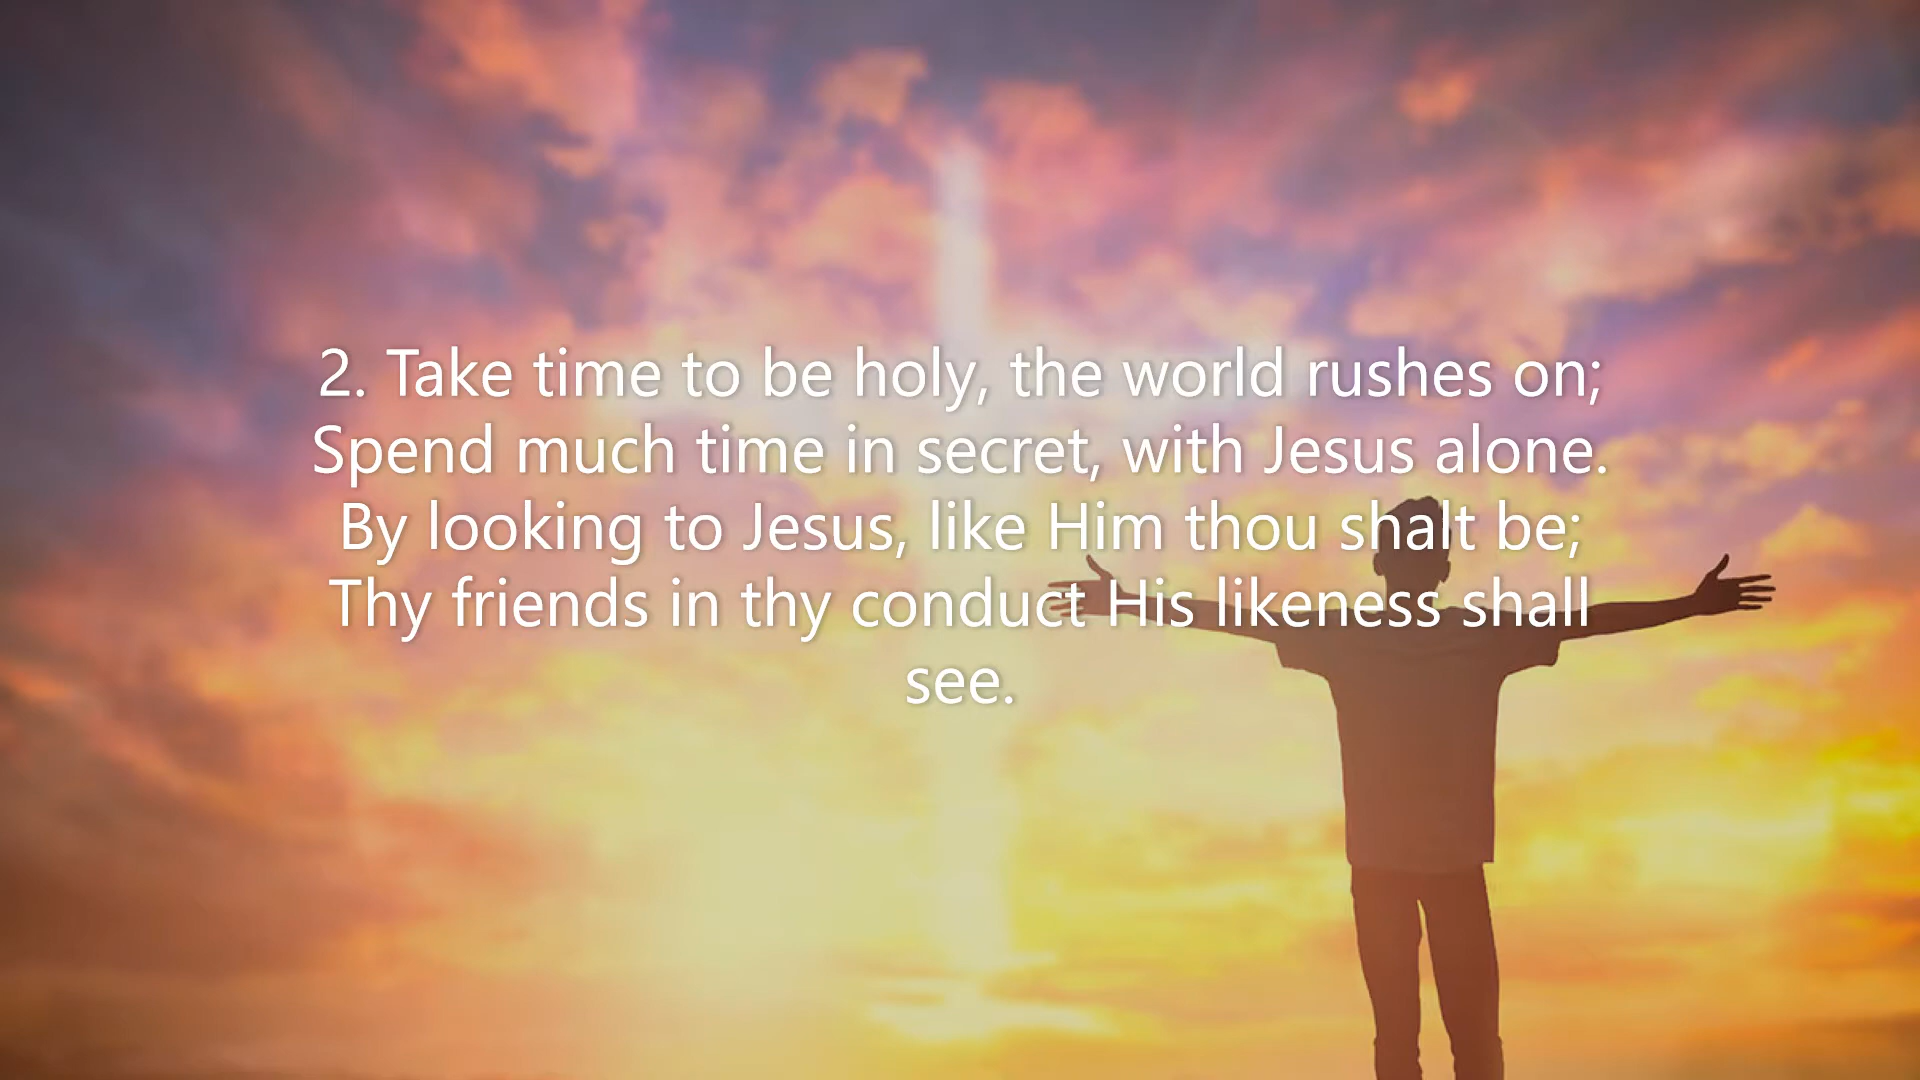 2. Take time to be holy, the world rushes on;
Spend much time in secret, with Jesus alone.
By looking to Jesus, like Him thou shalt be;
Thy friends in thy conduct His likeness shall
see.